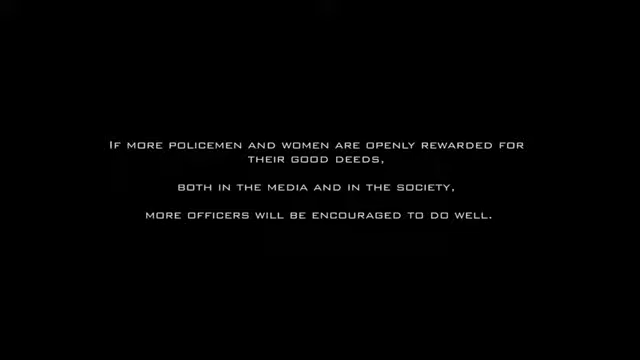 If more policemen and women are openly rewarded for
their good deeds,
both in the media and in the society,
more officers will be encouraged to do well.